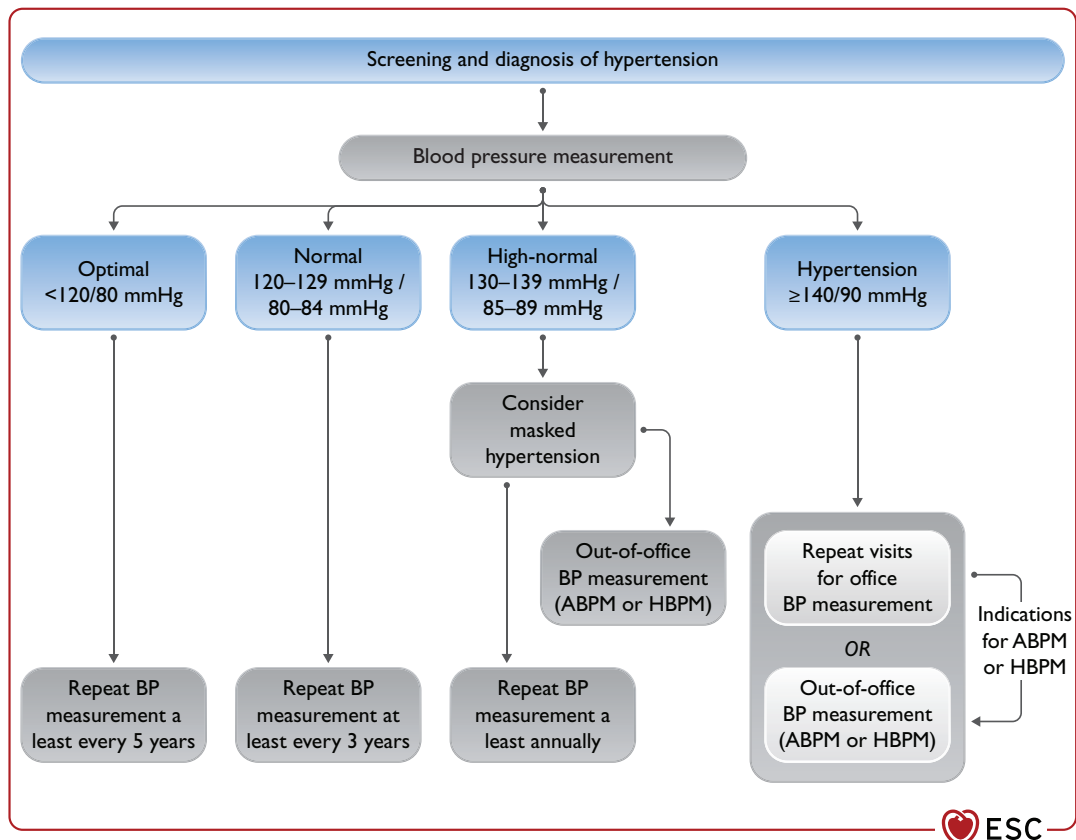 Screening and diagnosis of hypertension
Blood pressure measurement
Optimal
<120/80 mmHg
Normal
120–129 mmHg /
80–84 mmHg
High-normal
130–139 mmHg /
85–89 mmHg
Hypertension
≥140/90 mmHg
Consider
masked
hypertension
Out-of-office
BP measurement
(ABPM or HBPM)
Repeat visits
for office
BP measurement
OR
Out-of-office
BP measurement
(ABPM or HBPM)
Indications
for ABPM
or HBPM
Repeat BP
measurement a
least every 5 years
Repeat BP
measurement at
least every 3 years
Repeat BP
measurement a
least annually
ESC